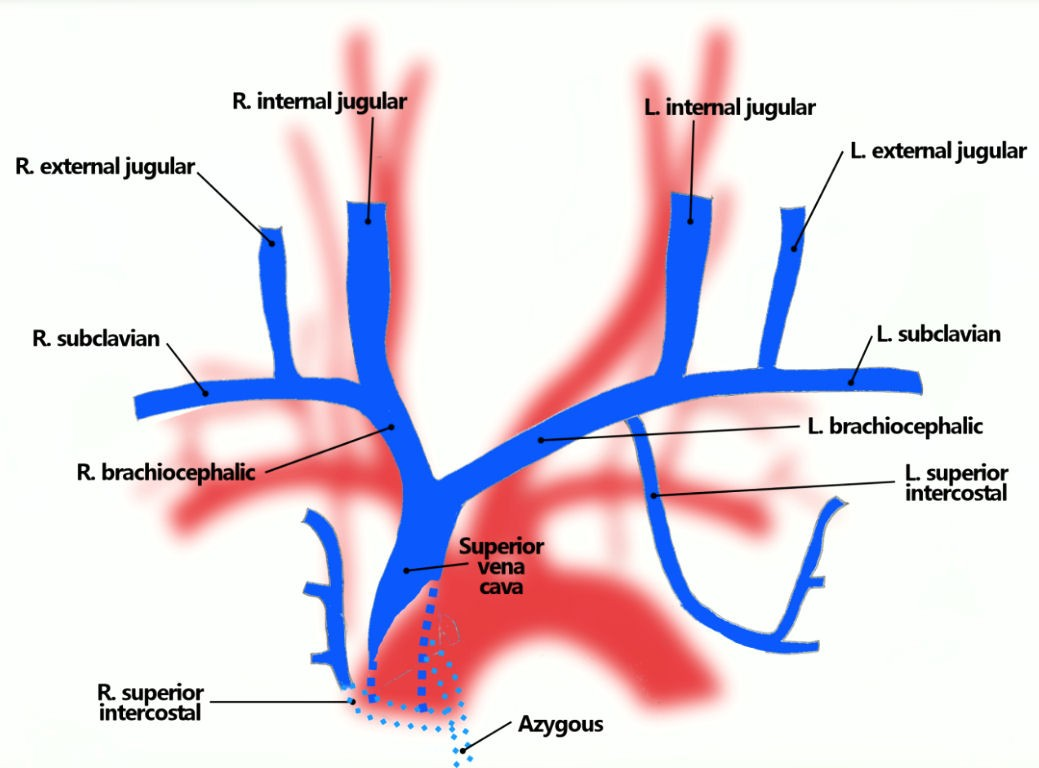 R. internal jugular
L. internal jugular
L. external jugular
R. external jugular
R. subclavian
L. subclavian
L. brachiocephalic
R. brachiocephalic
L. superior
intercostal
Superior
vena
cava
R. superior
intercostal
Azygous